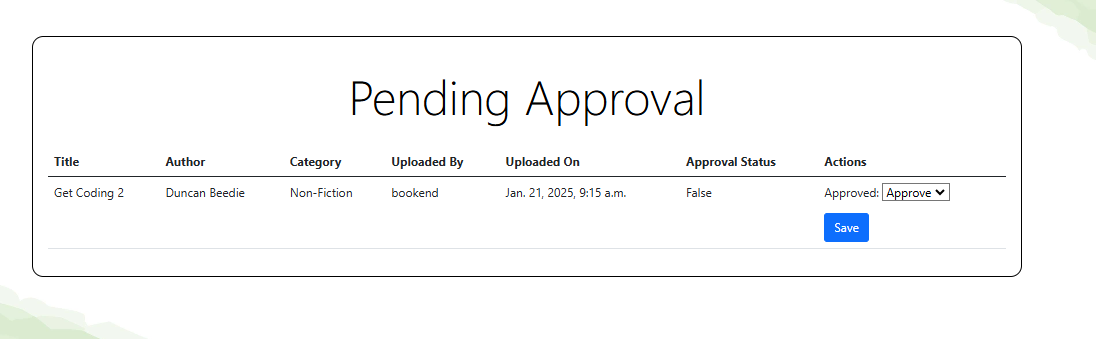 Pending Approval
Title Author Category Uploaded By Uploaded On Approval Status Actions
Get Coding 2 Duncan Beedie Non-Fiction bookend Jan. 21, 2025, 9:15 a.m. False Approved: Approve
Save